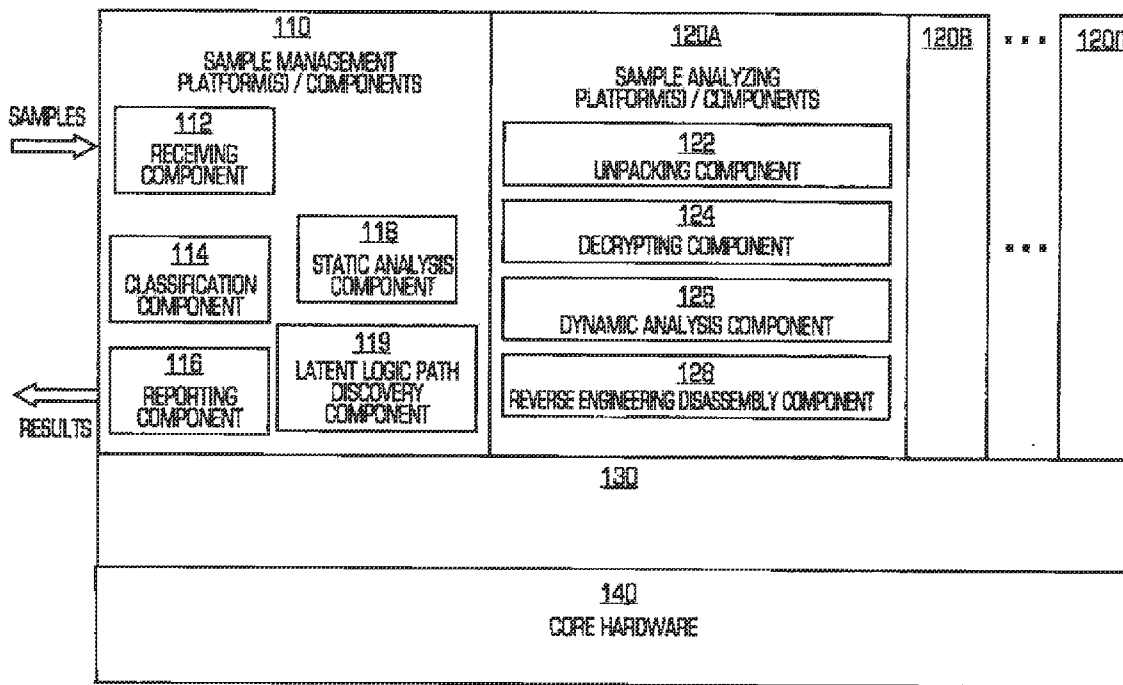 110
SAMPLE MANAGEMENT
PLATFORM(S) / COMPONENTS
SAMPLES
112
RECEIVING
COMPONENT
114
CLASSIFICATION
COMPONENT
118
STATIC ANALYSIS
COMPONENT
116
REPORTING
COMPONENT
119
LATENT LOGIC PATH
DISCOVERY
COMPONENT
RESULTS
120A
SAMPLE ANALYZING
PLATFORM(S) / COMPONENTS
122
UNPACKING COMPONENT
124
DECRYPTING COMPONENT
126
DYNAMIC ANALYSIS COMPONENT
128
REVERSE ENGINEERING DISASSEMBLY COMPONENT
120B
...
...
120n
130
140
CORE HARDWARE